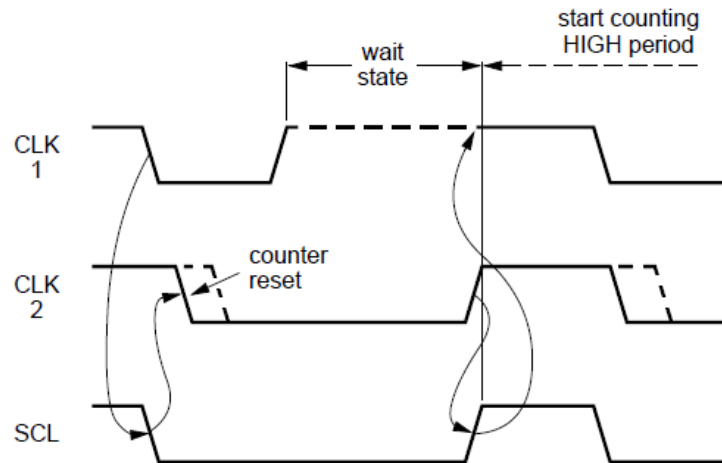 start counting
HIGH period
wait
state
CLK
1
counter
reset
CLK
2
SCL